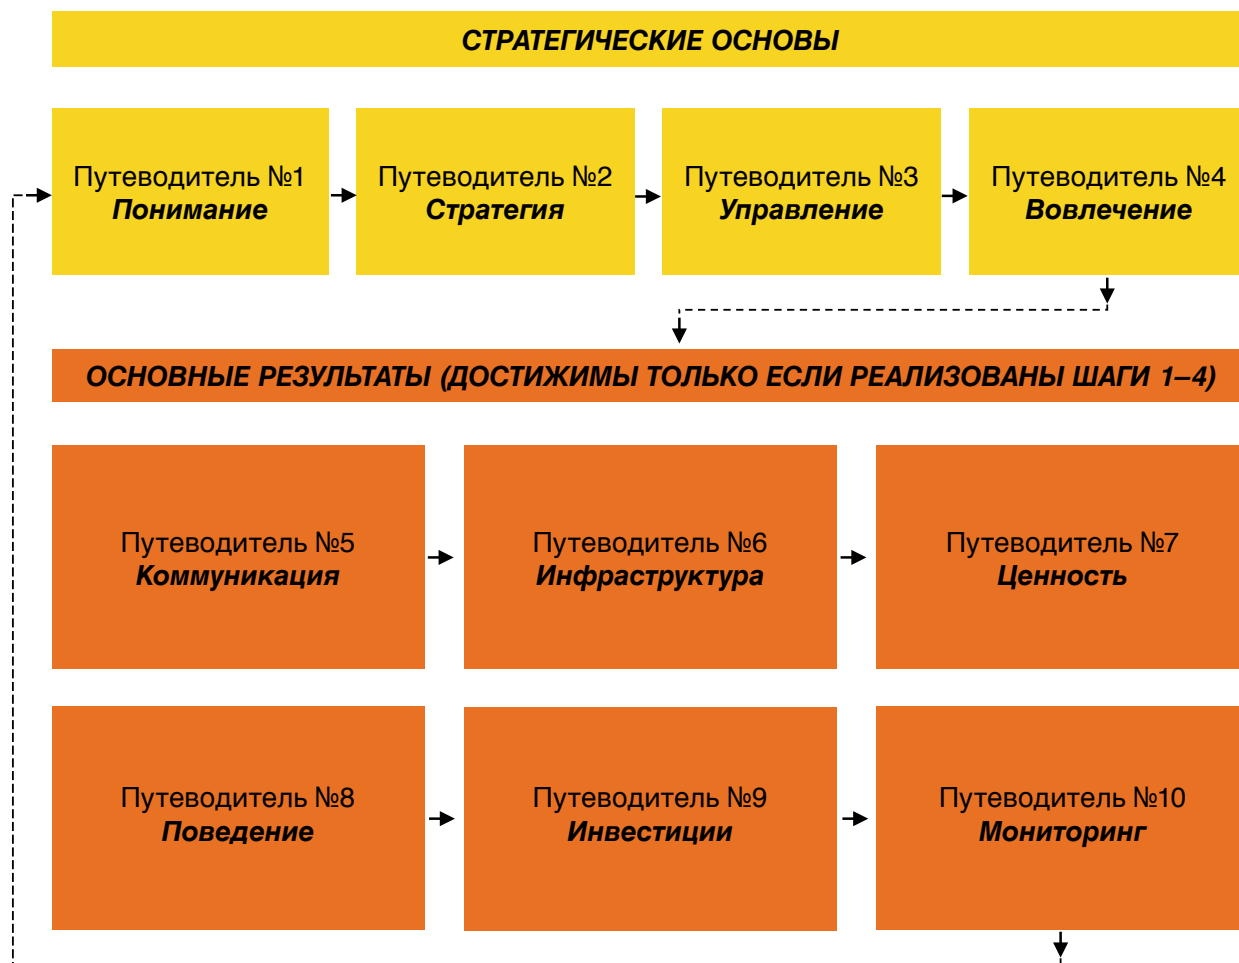 СТРАТЕГИЧЕСКИЕ ОСНОВЫ
Путеводитель №1
Понимание
Путеводитель №2
Стратегия
Путеводитель №3
Управление
Путеводитель №4
Вовлечение
ОСНОВНЫЕ РЕЗУЛЬТАТЫ (ДОСТИЖИМЫ ТОЛЬКО ЕСЛИ РЕАЛИЗОВАНЫ ШАГИ 1–4)
Путеводитель №5
Коммуникация
Путеводитель №6
Инфраструктура
Путеводитель №7
Ценность
Путеводитель №8
Поведение
Путеводитель №9
Инвестиции
Путеводитель №10
Мониторинг